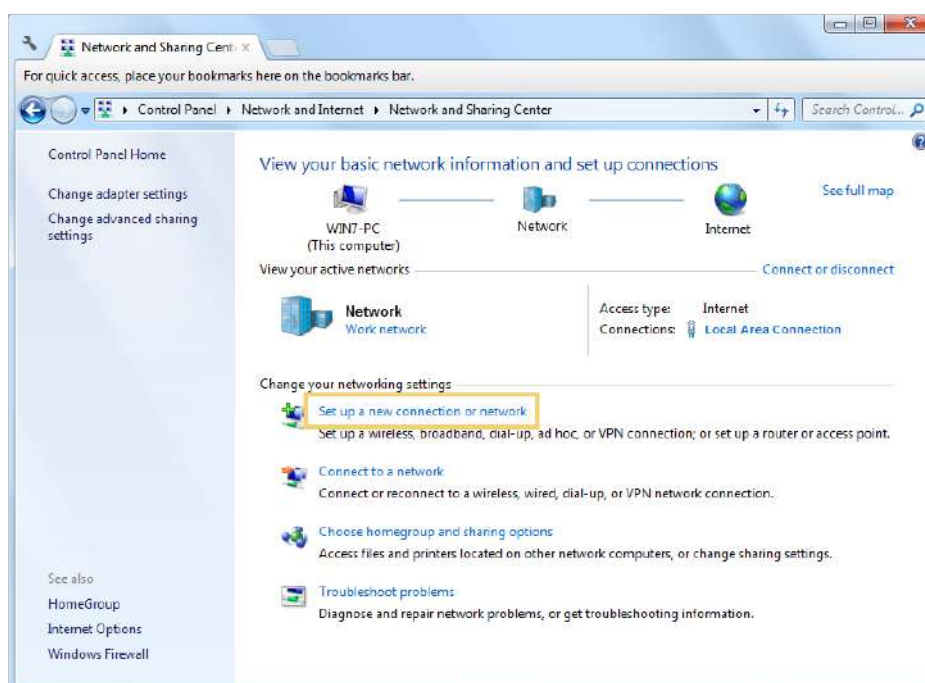 Network and Sharing Cent
For quick access, place your bookmarks here on the bookmarks bar.
Control Panel Network and Internet Network and Sharing Center
Search Control...
Control Panel Home
Change adapter settings
Change advanced sharing
settings
See also
HomeGroup
Internet Options
Windows Firewall
View your basic network information and set up connections
See full map
WIN7-PC
(This computer)
Network
Internet
View your active networks
Connect or disconnect
Network
Work network
Access type: Internet
Connections: Local Area Connection
Change your networking settings
Set up a new connection or network
Set up a wireless, broadband, dial-up, ad hoc, or VPN connection; or set up a router or access point.
Connect to a network
Connect or reconnect to a wireless, wired, dial-up, or VPN network connection.
Choose homegroup and sharing options
Access files and printers located on other network computers, or change sharing settings.
Troubleshoot problems
Diagnose and repair network problems, or get troubleshooting information.